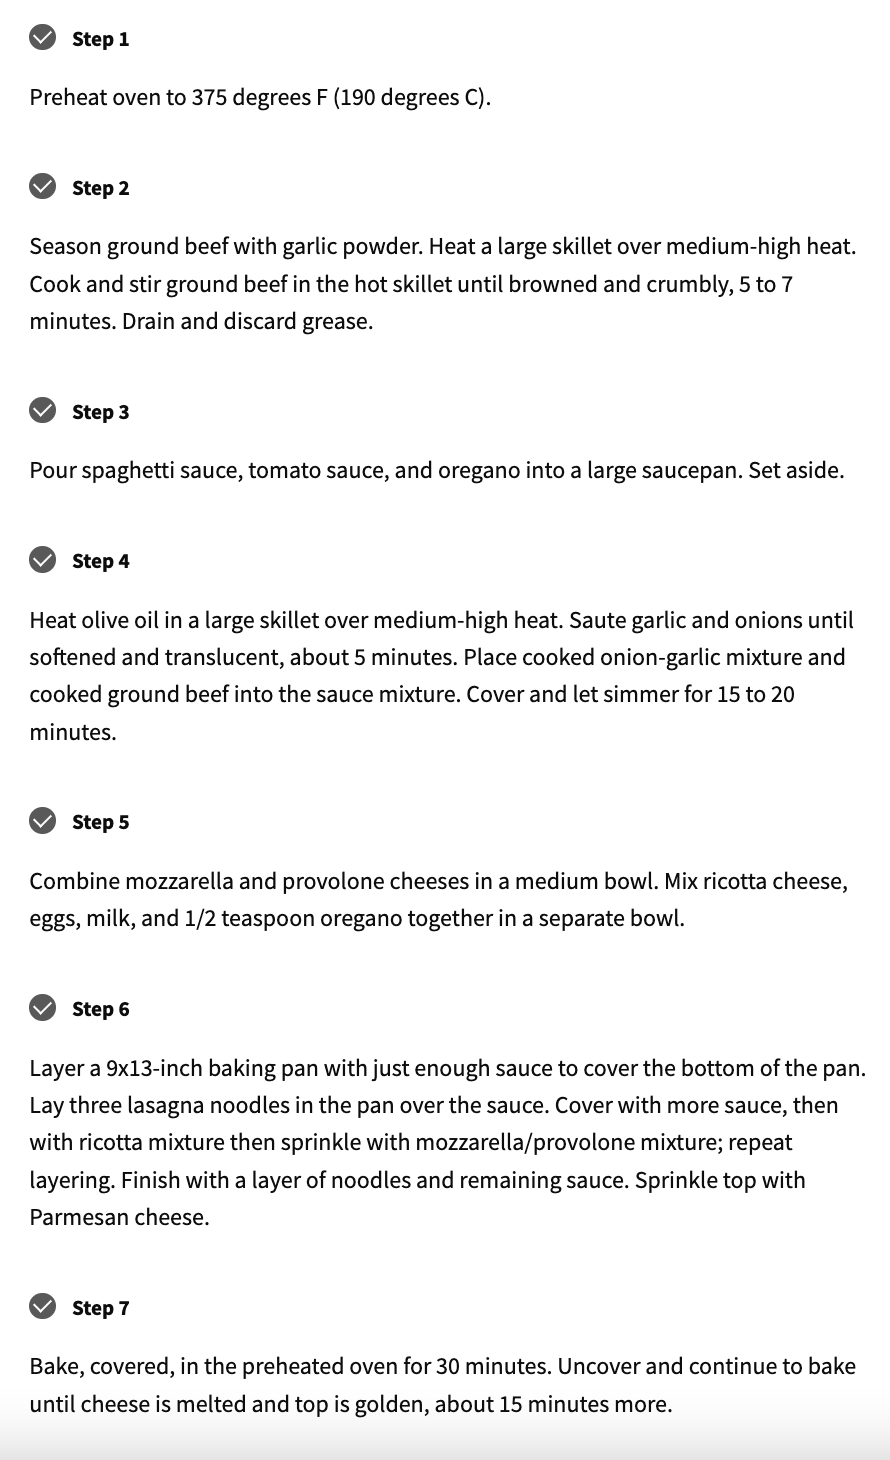 Step 1
Preheat oven to 375 degrees F (190 degrees C).
Step 2
Season ground beef with garlic powder. Heat a large skillet over medium-high heat.
Cook and stir ground beef in the hot skillet until browned and crumbly, 5 to 7
minutes. Drain and discard grease.
Step 3
Pour spaghetti sauce, tomato sauce, and oregano into a large saucepan. Set aside.
Step 4
Heat olive oil in a large skillet over medium-high heat. Saute garlic and onions until
softened and translucent, about 5 minutes. Place cooked onion-garlic mixture and
cooked ground beef into the sauce mixture. Cover and let simmer for 15 to 20
minutes.
Step 5
Combine mozzarella and provolone cheeses in a medium bowl. Mix ricotta cheese,
eggs, milk, and 1/2 teaspoon oregano together in a separate bowl.
Step 6
Layer a 9x13-inch baking pan with just enough sauce to cover the bottom of the pan.
Lay three lasagna noodles in the pan over the sauce. Cover with more sauce, then
with ricotta mixture then sprinkle with mozzarella/provolone mixture; repeat
layering. Finish with a layer of noodles and remaining sauce. Sprinkle top with
Parmesan cheese.
Step 7
Bake, covered, in the preheated oven for 30 minutes. Uncover and continue to bake
until cheese is melted and top is golden, about 15 minutes more.